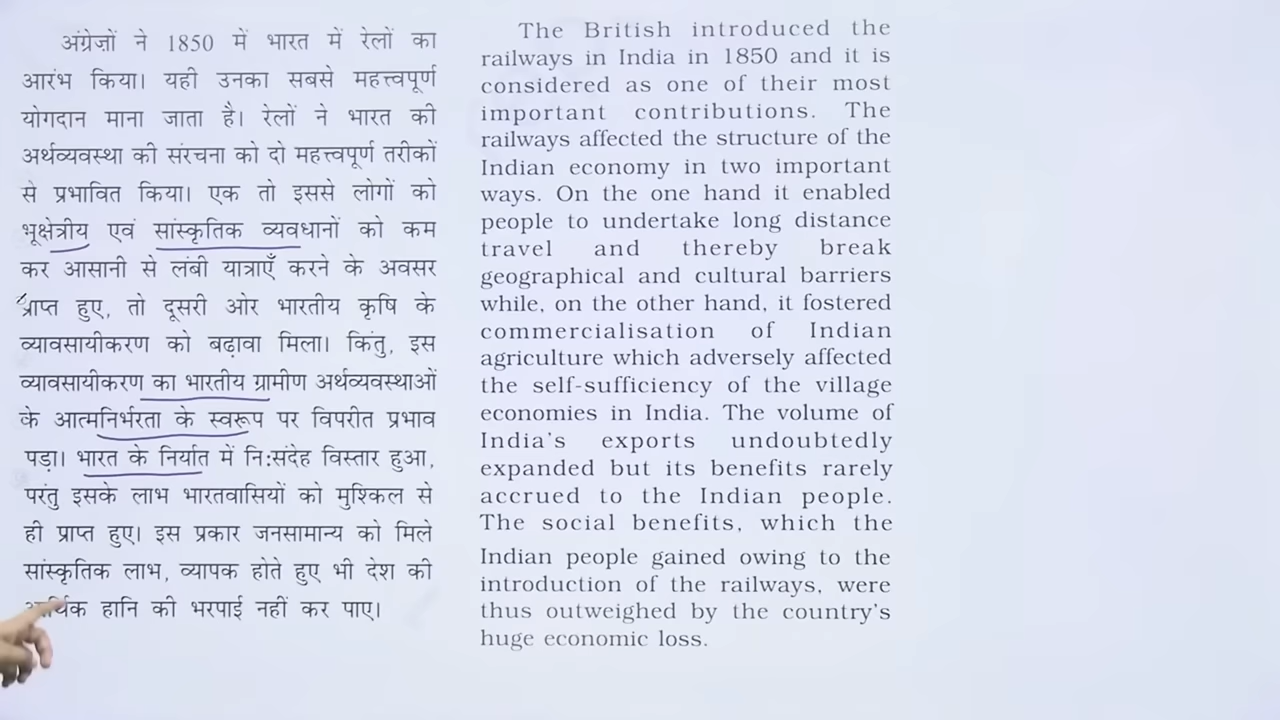 अंग्रेज़ों ने 1850 में भारत में रेलों का
आरंभ किया। यही उनका सबसे महत्त्वपूर्ण
योगदान माना जाता है। रेलों ने भारत की
अर्थव्यवस्था की संरचना को दो महत्त्वपूर्ण तरीकों
से प्रभावित किया। एक तो इससे लोगों को
भूक्षेत्रीय एवं सांस्कृतिक व्यवधानों को कम
कर आसानी से लंबी यात्राएँ करने के अवसर
प्राप्त हुए, तो दूसरी ओर भारतीय कृषि के
व्यावसायीकरण को बढ़ावा मिला। किंतु, इस
व्यावसायीकरण का भारतीय ग्रामीण अर्थव्यवस्थाओं
के आत्मनिर्भरता के स्वरूप पर विपरीत प्रभाव
पड़ा। भारत के निर्यात में नि:संदेह विस्तार हुआ,
परंतु इसके लाभ भारतवासियों को मुश्किल से
ही प्राप्त हुए। इस प्रकार जनसामान्य को मिले
सांस्कृतिक लाभ, व्यापक होते हुए भी देश की
आर्थिक हानि की भरपाई नहीं कर पाए।
The British introduced the
railways in India in 1850 and it is
considered as one of their most
important contributions. The
railways affected the structure of the
Indian economy in two important
ways. On the one hand it enabled
people to undertake long distance
travel and thereby break
geographical and cultural barriers
while, on the other hand, it fostered
commercialisation of Indian
agriculture which adversely affected
the self-sufficiency of the village
economies in India. The volume of
India’s exports undoubtedly
expanded but its benefits rarely
accrued to the Indian people.
The social benefits, which the
Indian people gained owing to the
introduction of the railways, were
thus outweighed by the country’s
huge economic loss.